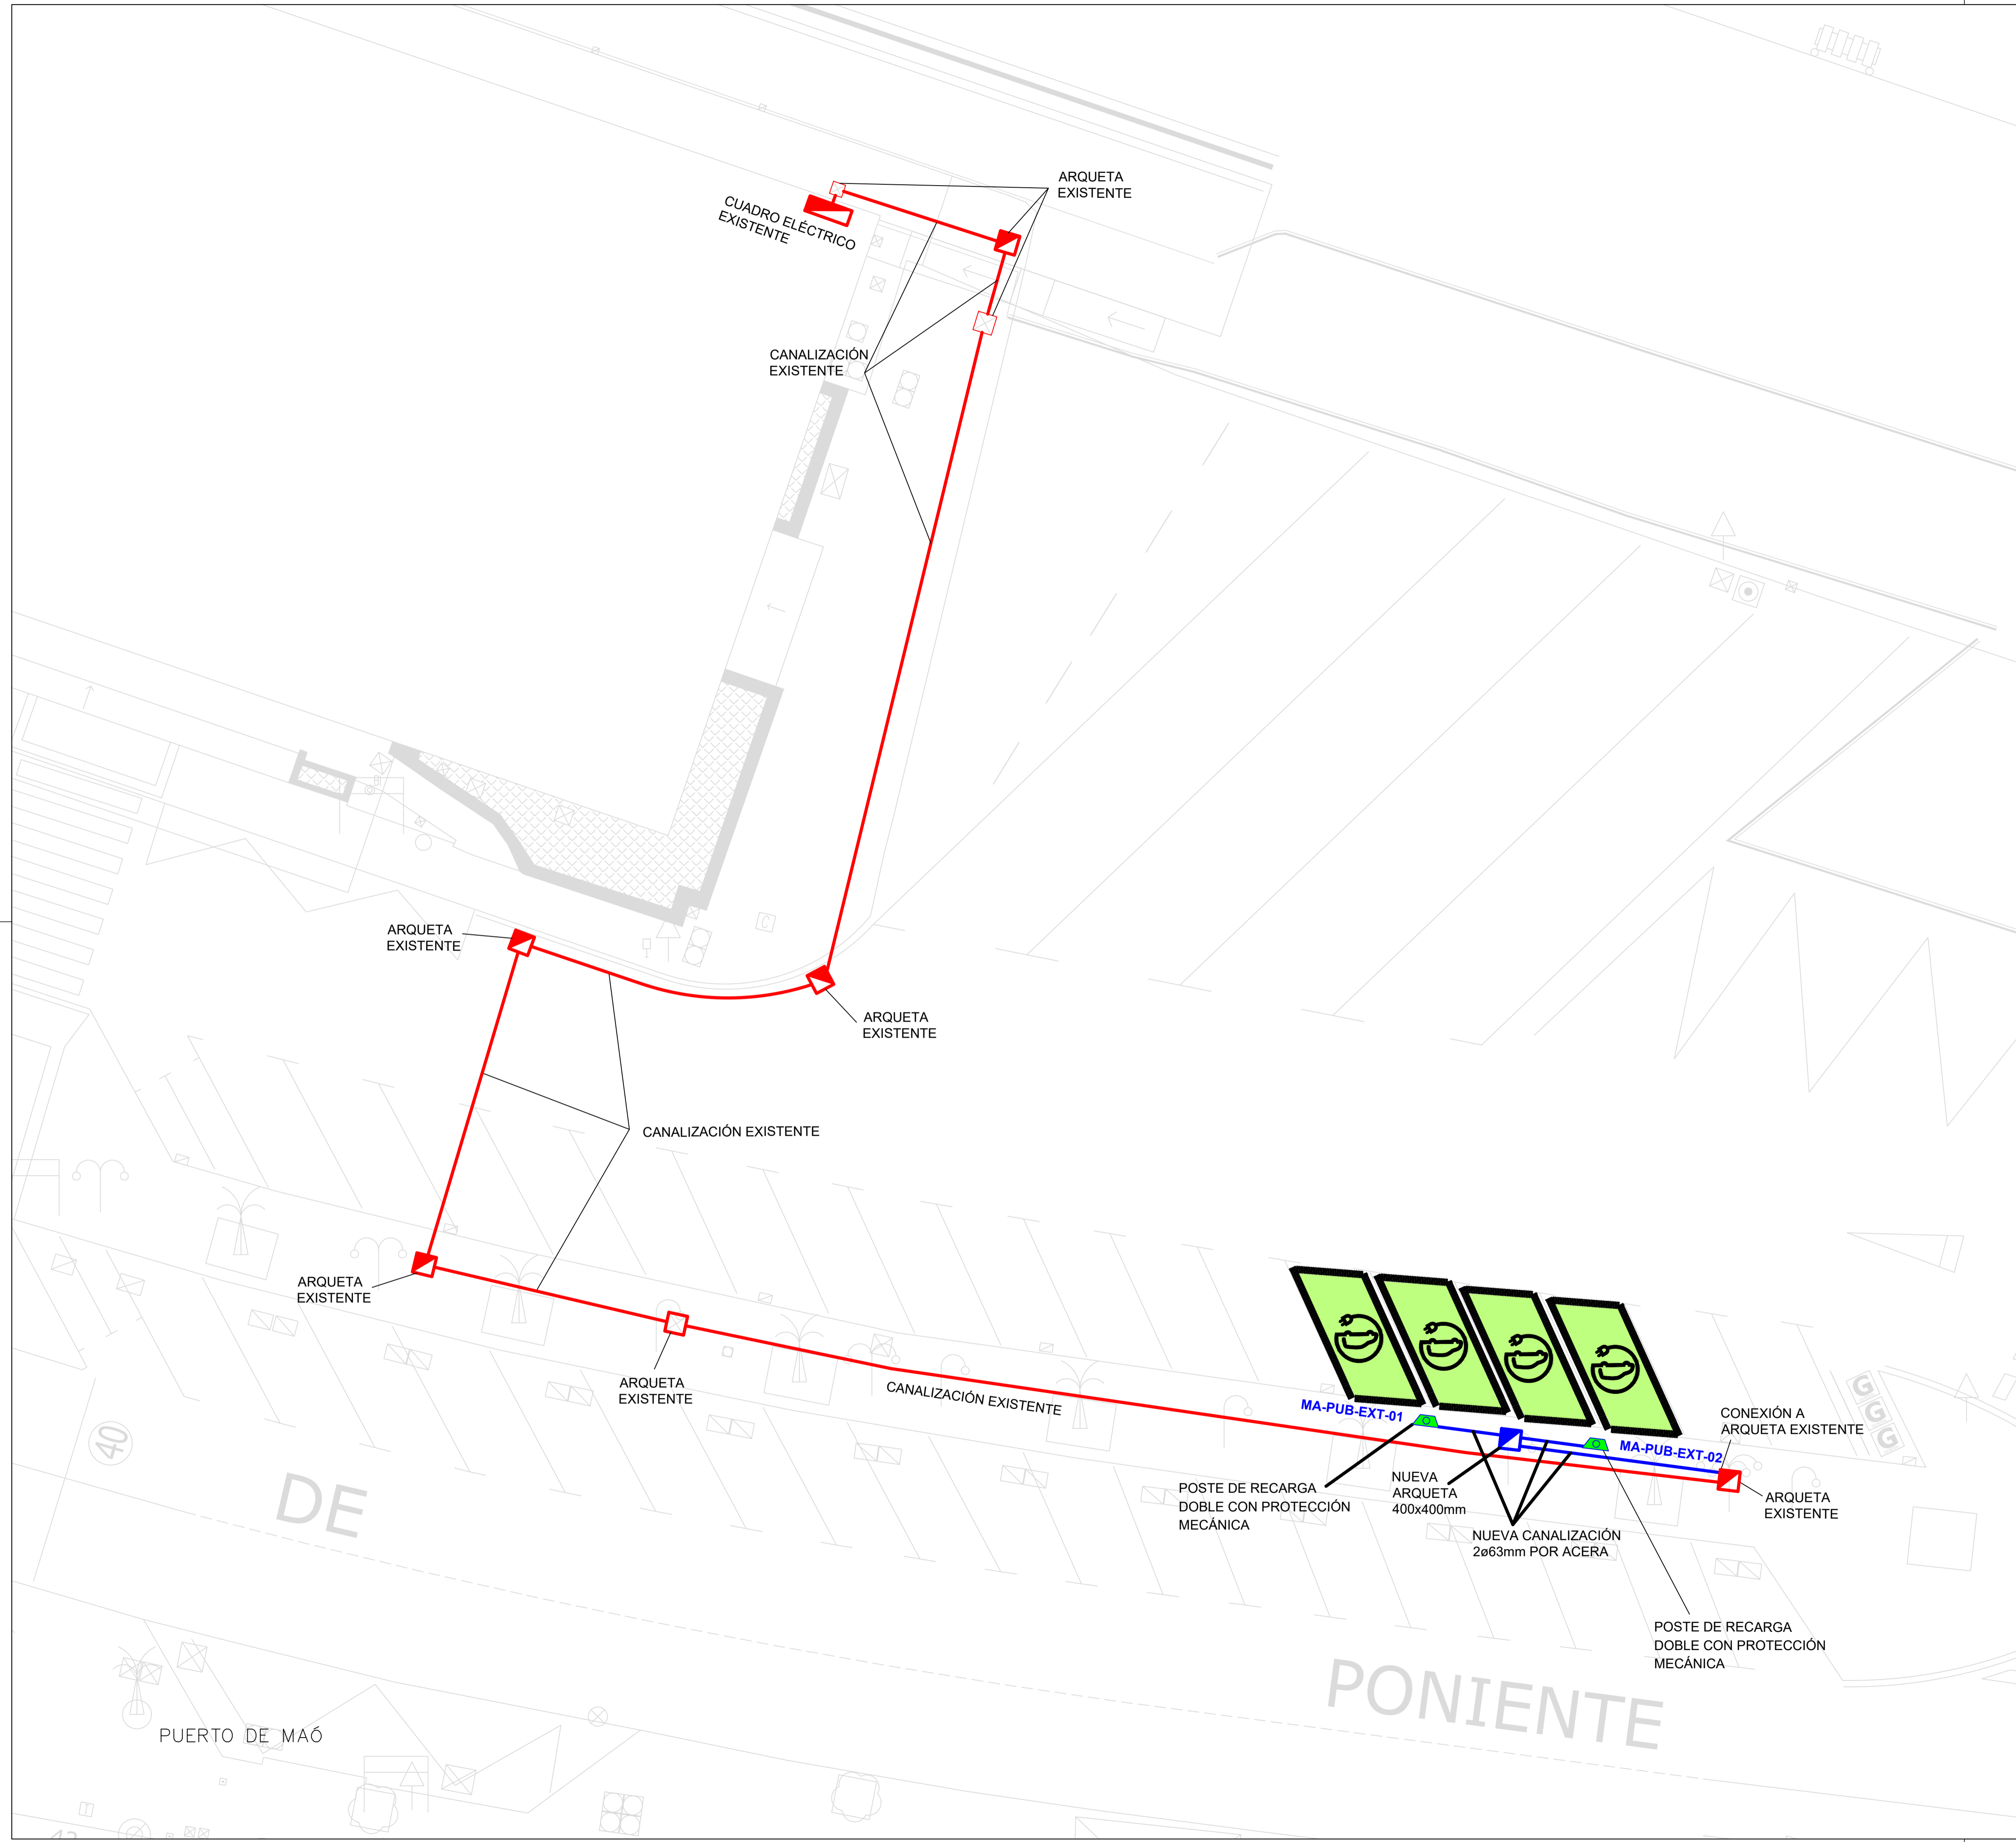 ARQUETA
EXISTENTE
CUADRO ELÉCTRICO
EXISTENTE
CANALIZACIÓN
EXISTENTE
ARQUETA
EXISTENTE
ARQUETA
EXISTENTE
CANALIZACIÓN EXISTENTE
ARQUETA
EXISTENTE
ARQUETA
EXISTENTE
CANALIZACIÓN EXISTENTE
MA-PUB-EXT-01
MA-PUB-EXT-02
CONEXIÓN A
ARQUETA EXISTENTE
GGG
40
DE
POSTE DE RECARGA
DOBLE CON PROTECCIÓN
MECÁNICA
NUEVA
ARQUETA
400x400mm
ARQUETA
EXISTENTE
NUEVA CANALIZACIÓN
2ø63mm POR ACERA
POSTE DE RECARGA
DOBLE CON PROTECCIÓN
MECÁNICA
PONIENTE
PUERTO DE MAÓ
T